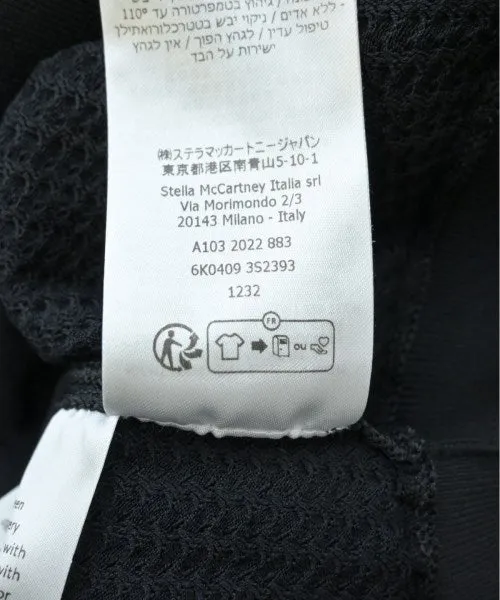 ללא אדים / ניקוי יבש בטטרכלורואתילן
טיפול עדין / לגהץ הפוך / אין לגהץ
ישירות על הבד
(株)ステラマッカートニージャパン
東京都港区南青山5-10-1
Stella McCartney Italia srl
Via Morimondo 2/3
20143 Milano - Italy
A103 2022 883
6K0409 3S2393
1232
FR
ou
with
with
or